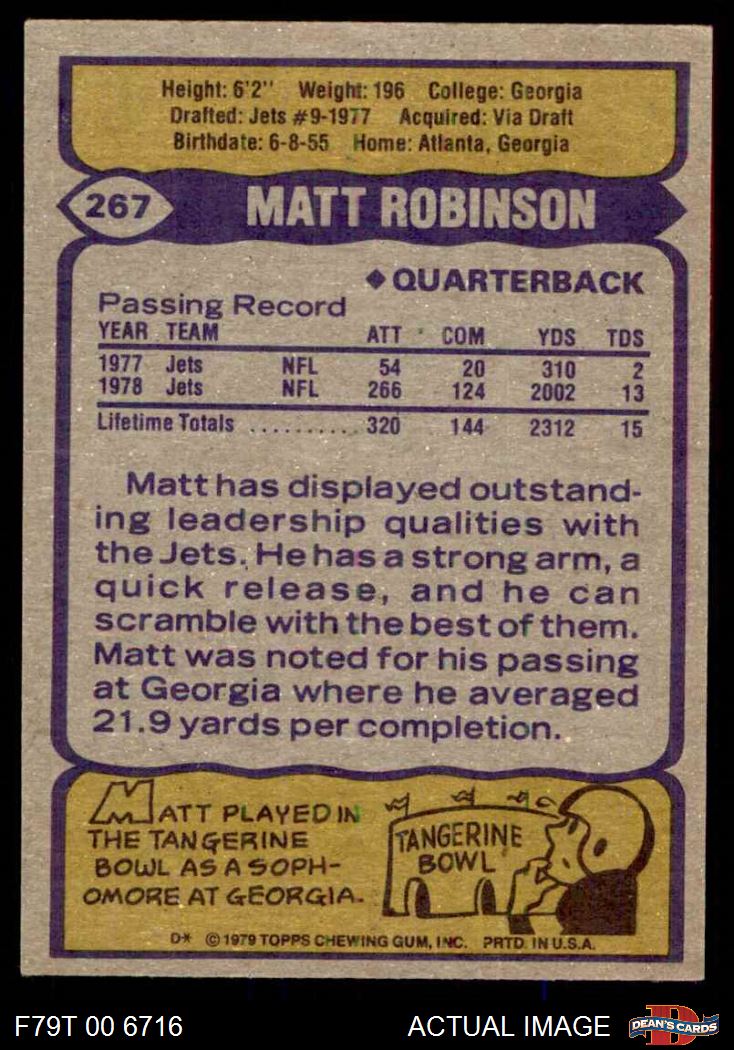 Height: 6'2'' Weight: 196 College: Georgia
Drafted: Jets #9-1977 Acquired: Via Draft
Birthdate: 6-8-55 Home: Atlanta, Georgia
267 MATT ROBINSON
◆ QUARTERBACK
Passing Record
YEAR TEAM ATT COM YDS TDS
1977 Jets NFL 54 20 310 2
1978 Jets NFL 266 124 2002 13
Lifetime Totals .......... 320 144 2312 15
Matt has displayed outstand-
ing leadership qualities with
the Jets. He has a strong arm, a
quick release, and he can
scramble with the best of them.
Matt was noted for his passing
at Georgia where he averaged
21.9 yards per completion.
MATT PLAYED IN
THE TANGERINE
BOWL AS A SOPH-
OMORE AT GEORGIA.
TANGERINE
BOWL
D* © 1979 TOPPS CHEWING GUM, INC. PRTD. IN U.S.A.
F79T 00 6716 ACTUAL IMAGE
D
DEAN'S CARDS